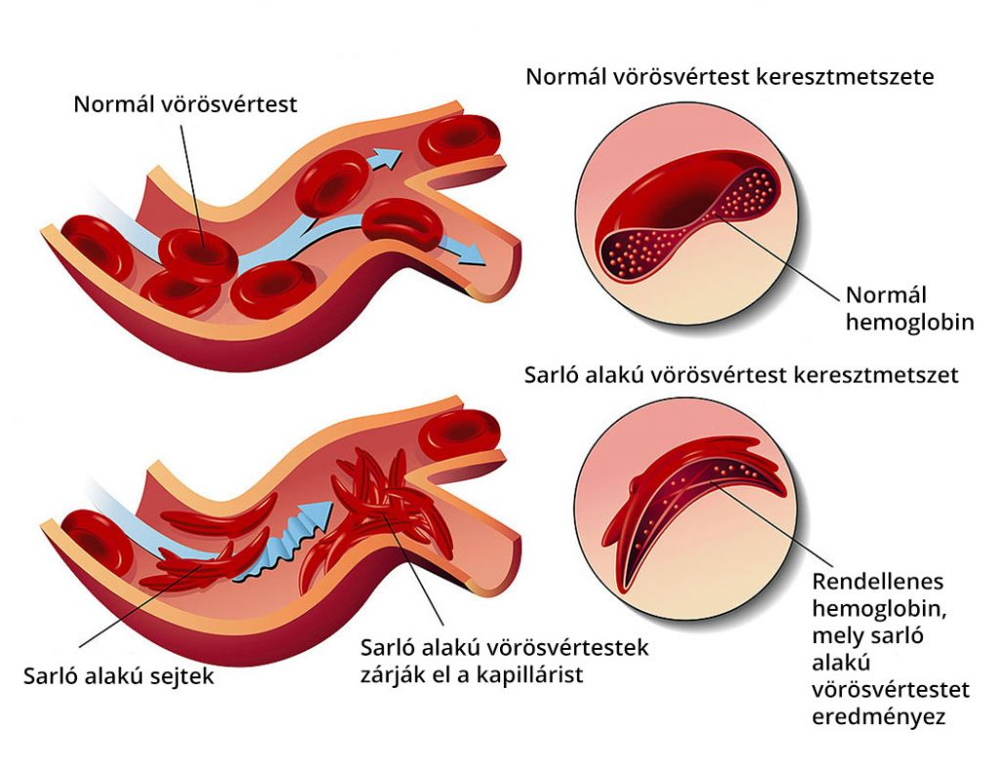 Normál vörösvértest
Normál vörösvértest keresztmetszete
Normál
hemoglobin
Sarló alakú vörösvértest keresztmetszet
Sarló alakú sejtek
Sarló alakú vörösvértestek
zárják el a kapillárist
Rendellenes
hemoglobin,
mely sarló
alakú
vörösvértestet
eredményez